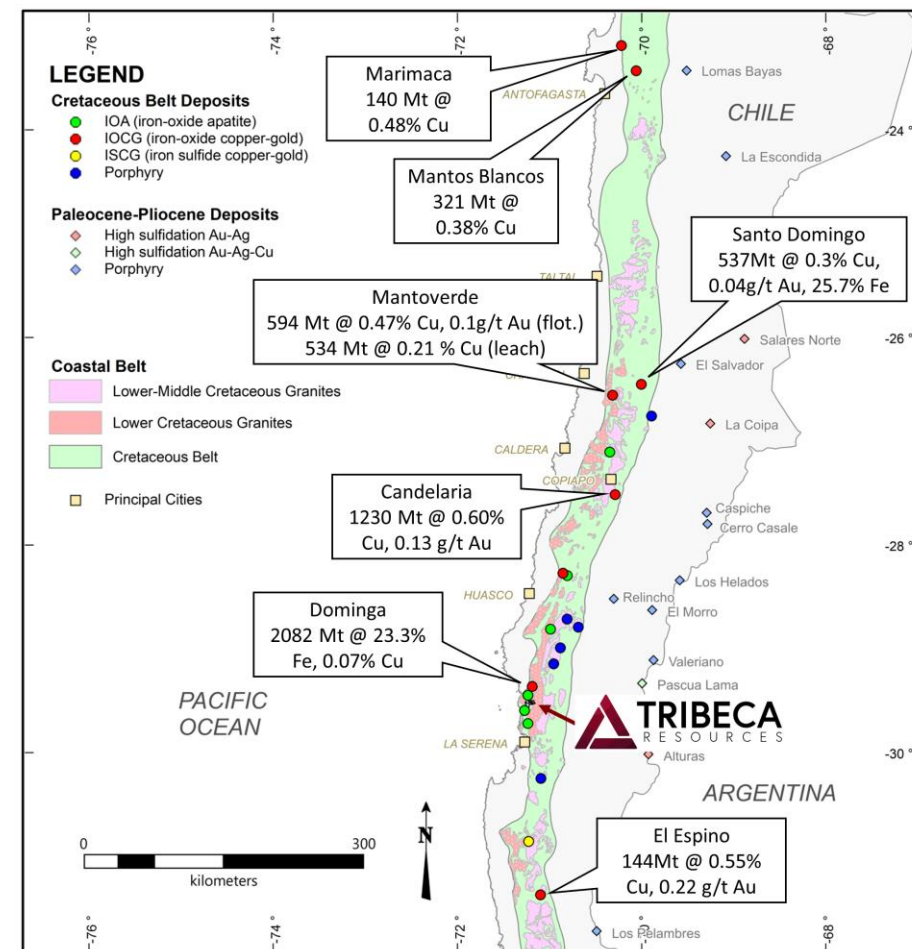 -76
-72
-70
-68
LEGEND
Cretaceous Belt Deposits
IOA (iron-oxide apatite)
IOCG (iron-oxide copper-gold)
ISCG (iron sulfide copper-gold)
Porphyry
Paleocene-Pliocene Deposits
High sulfidation Au-Ag
High sulfidation Au-Ag-Cu
Porphyry
Coastal Belt
Lower-Middle Cretaceous Granites
Lower Cretaceous Granites
Cretaceous Belt
Principal Cities
Marimaca
140 Mt @
0.48% Cu
ANTOFAGASTA
Lomas Bayas
CHILE
-24
La Escondida
Mantos Blancos
321 Mt @
0.38% Cu
Santo Domingo
537Mt @ 0.3% Cu,
0.04g/t Au, 25.7% Fe
TALTAL
Mantoverde
594 Mt @ 0.47% Cu, 0.1g/t Au (flot.)
534 Mt @ 0.21 % Cu (leach)
-26
Salares Norte
El Salvador
La Coipa
CALDERA
COPIAPO
Candelaria
1230 Mt @ 0.60%
Cu, 0.13 g/t Au
Caspiche
Cerro Casale
-28
Los Helados
HUASCO
Relincho
El Morro
Dominga
2082 Mt @ 23.3%
Fe, 0.07% Cu
Valeriano
Pascua Lama
PACIFIC
OCEAN
TRIBECA
RESOURCES
LA SERENA
Alturas
-30
ARGENTINA
N
0
300
kilometers
El Espino
144Mt @ 0.55%
Cu, 0.22 g/t Au
Los Pelambres
-76
-74
-72
-70
-68